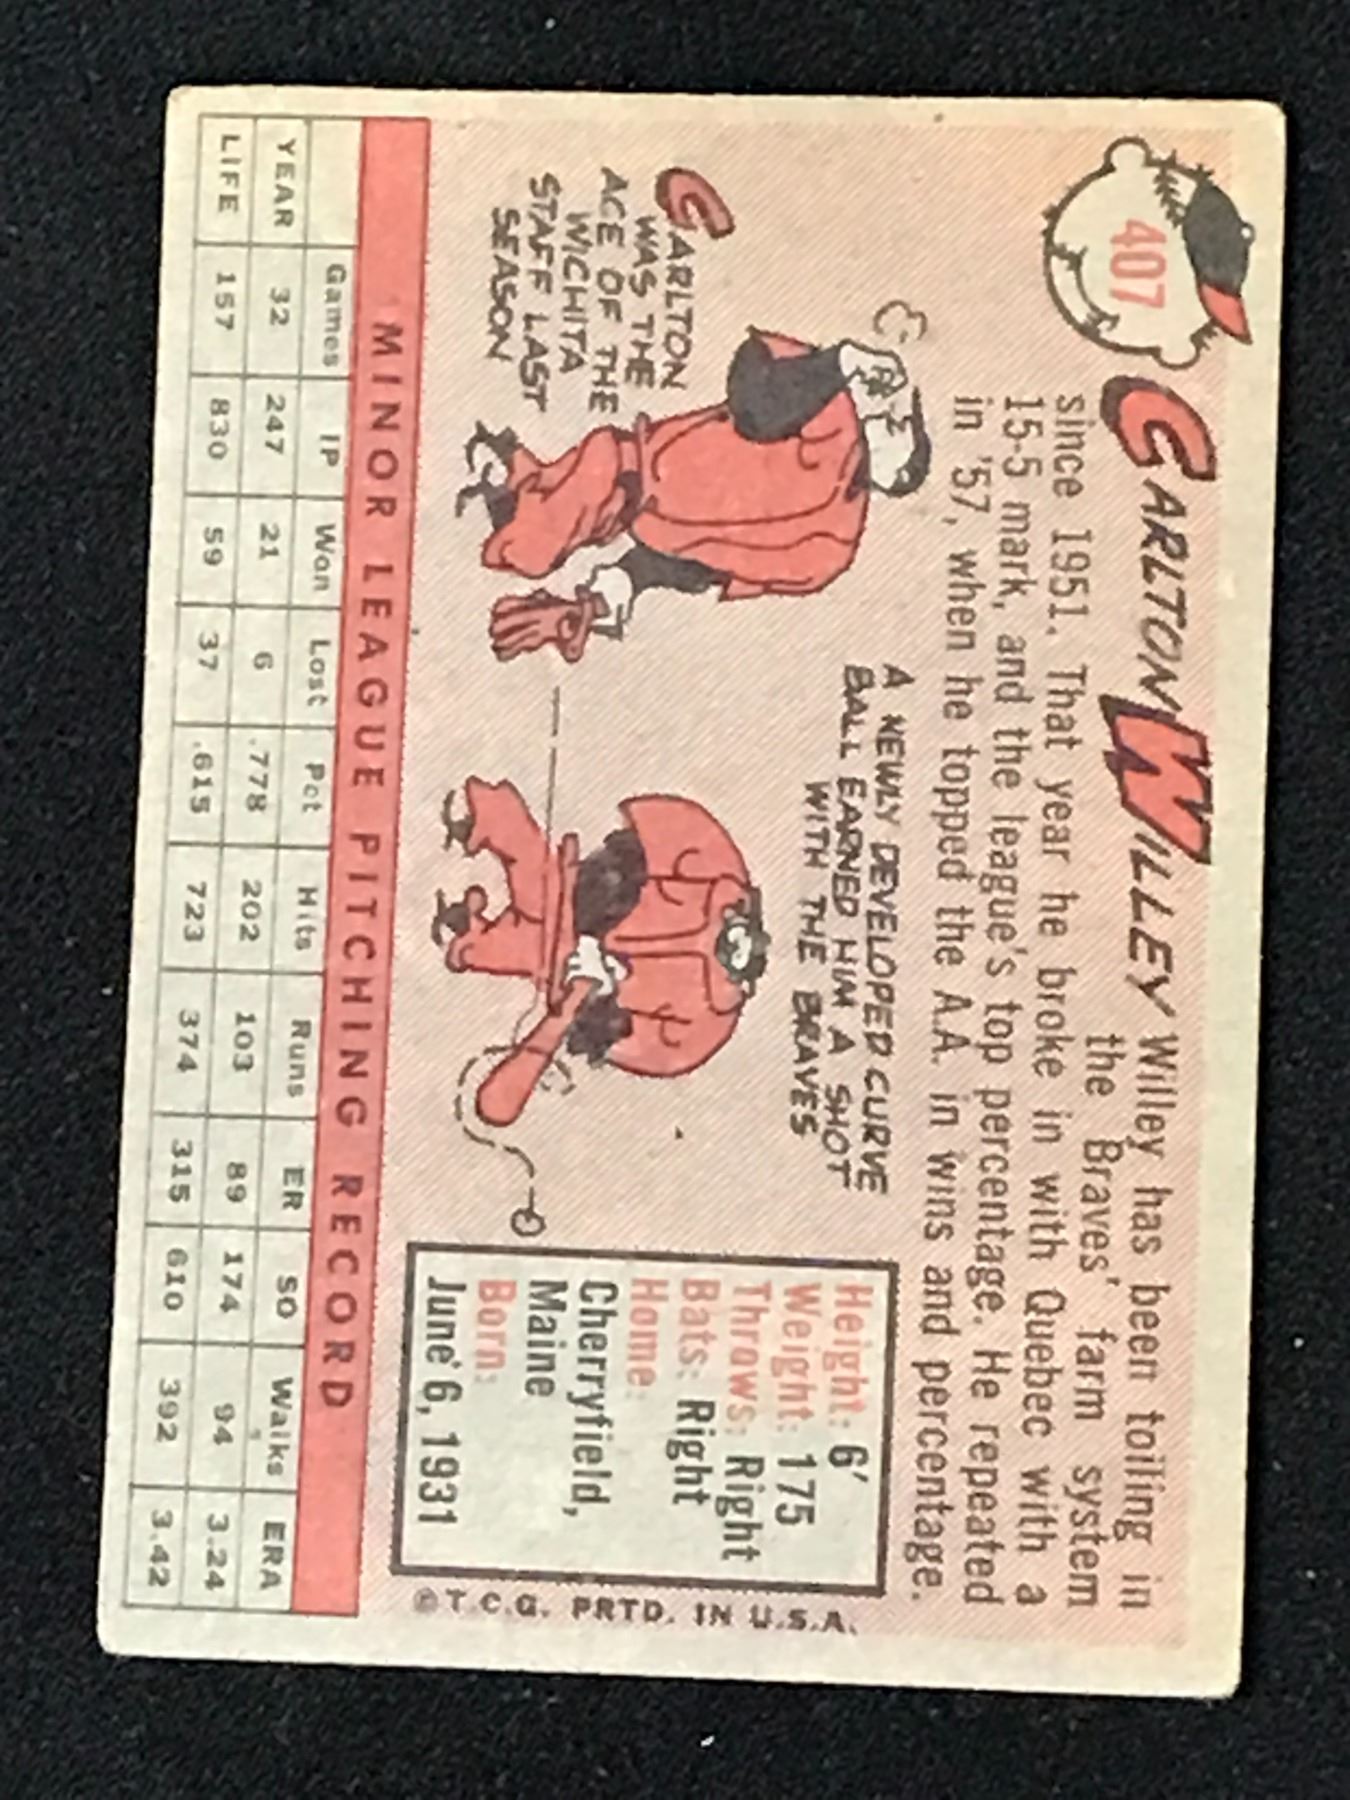 407
CARLTON WILLEY Willey has been toiling in
the Braves' farm system
since 1951. That year he broke in with Quebec with a
15-5 mark, and the league's top percentage. He repeated
in '57, when he topped the A.A. in wins and percentage.
CARLTON
WAS THE
ACE OF THE
WICHITA
STAFF LAST
SEASON
A NEWLY DEVELOPED CURVE
BALL EARNED HIM A SHOT
WITH THE BRAVES
Height: 6'
Weight: 175
Throws: Right
Bats: Right
Home:
Cherryfield,
Maine
Born:
June 6, 1931
©T.C.G. PRTD. IN U.S.A.
MINOR LEAGUE PITCHING RECORD
Games IP Won Lost Pct Hits Runs ER SO Walks ERA
YEAR 32 247 21 6 .778 202 103 89 174 94 3.24
LIFE 157 830 59 37 .615 723 374 315 610 392 3.42